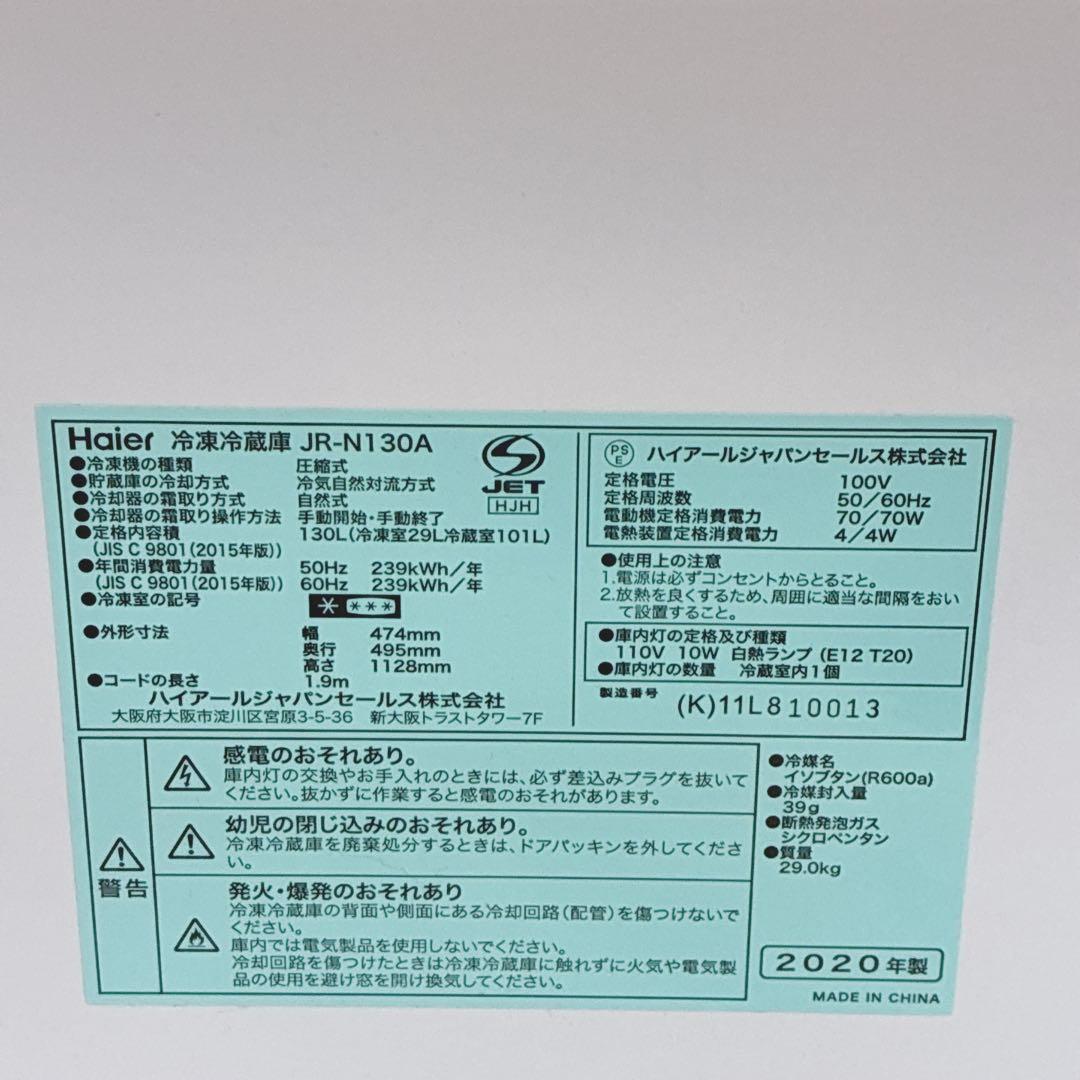 Haier 冷凍冷蔵庫 JR-N130A
●冷凍機の種類 圧縮式
●貯蔵庫の冷却方式 冷気自然対流方式
●冷却器の霜取り方式 自然式
●冷却器の霜取り操作方法 手動開始・手動終了
●定格内容積 130L(冷凍室29L冷蔵室101L)
(JIS C 9801(2015年版))
●年間消費電力量 50Hz 239kWh/年
(JIS C 9801(2015年版)) 60Hz 239kWh/年
●冷凍室の記号 * ***
●外形寸法 幅 474mm
奥行 495mm
高さ 1128mm
●コードの長さ 1.9m
ハイアールジャパンセールス株式会社
大阪府大阪市淀川区宮原3-5-36 新大阪トラストタワー7F
JET
HJH
PS
E
ハイアールジャパンセールス株式会社
定格電圧 100V
定格周波数 50/60Hz
電動機定格消費電力 70/70W
電熱装置定格消費電力 4/4W
●使用上の注意
1.電源は必ずコンセントからとること。
2.放熱を良くするため、周囲に適当な間隔をおい
て設置すること。
●庫内灯の定格及び種類
110V 10W 白熱ランプ (E12 T20)
●庫内灯の数量 冷蔵室内1個
製造番号 (K)11L810013
警告
感電のおそれあり。
庫内灯の交換やお手入れのときには、必ず差込みプラグを抜いて
ください。抜かずに作業すると感電のおそれがあります。
幼児の閉じ込みのおそれあり。
冷凍冷蔵庫を廃棄処分するときは、ドアパッキンを外してくださ
い。
発火・爆発のおそれあり
冷凍冷蔵庫の背面や側面にある冷却回路(配管)を傷つけないで
ください。
庫内では電気製品を使用しないでください。
冷却回路を傷つけたときは冷凍冷蔵庫に触れずに火気や電気製
品の使用を避け窓を開け換気してください。
●冷媒名
イソブタン(R600a)
●冷媒封入量
39g
●断熱発泡ガス
シクロペンタン
●質量
29.0kg
2020年製
MADE IN CHINA